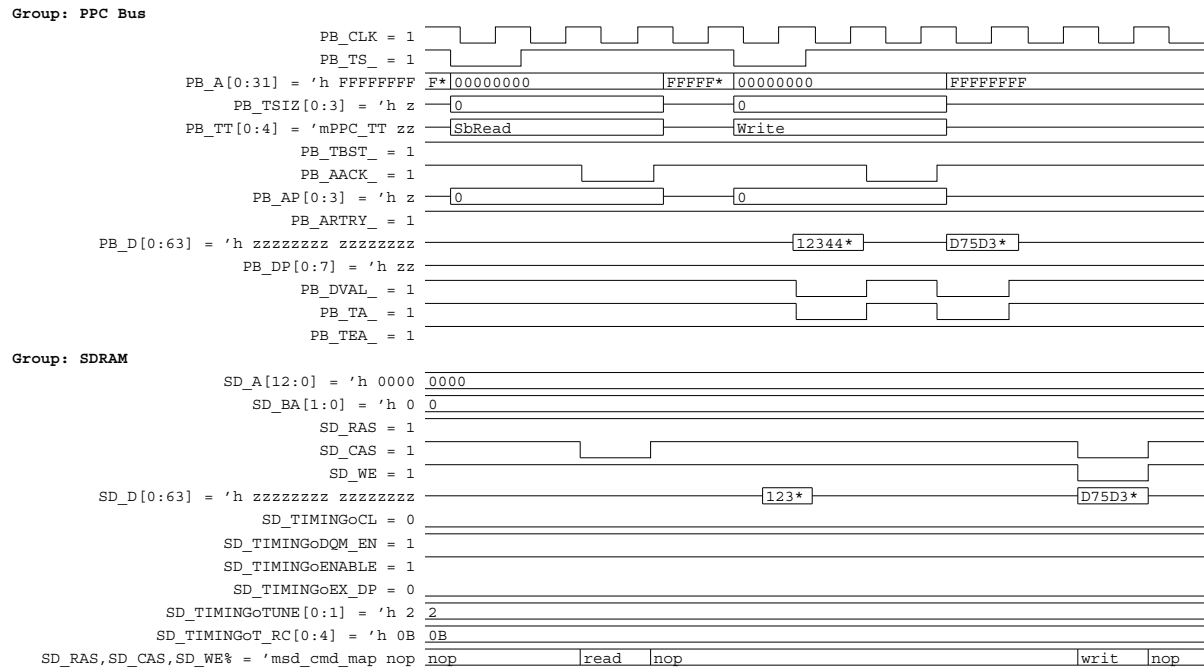 Group: PPC Bus
PB_CLK = 1
PB_TS_ = 1
PB_A[0:31] = 'h FFFFFFFF F* 00000000 FFFFF* 00000000 FFFFFFFF
PB_TSIZ[0:3] = 'h z 0 0
PB_TT[0:4] = 'mPPC_TT zz SbRead Write
PB_TBST_ = 1
PB_AACK_ = 1
PB_AP[0:3] = 'h z 0 0
PB_ARTRY_ = 1
PB_D[0:63] = 'h zzzzzzzz zzzzzzzz 12344* D75D3*
PB_DP[0:7] = 'h zz
PB_DVAL_ = 1
PB_TA_ = 1
PB_TEA_ = 1
Group: SDRAM
SD_A[12:0] = 'h 0000 0000
SD_BA[1:0] = 'h 0 0
SD_RAS = 1
SD_CAS = 1
SD_WE = 1
SD_D[0:63] = 'h zzzzzzzz zzzzzzzz 123* D75D3*
SD_TIMINGoCL = 0
SD_TIMINGoDQM_EN = 1
SD_TIMINGoENABLE = 1
SD_TIMINGoEX_DP = 0
SD_TIMINGoTUNE[0:1] = 'h 2 2
SD_TIMINGoT_RC[0:4] = 'h 0B 0B
SD_RAS,SD_CAS,SD_WE% = 'msd_cmd_map nop nop read nop writ nop